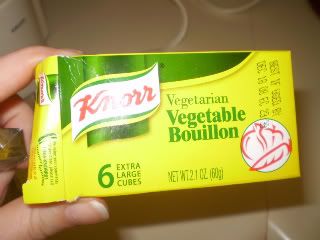 Knorr
Vegetarian
Vegetable
Bouillon
6 EXTRA
LARGE
CUBES
NET WT. 2.1 OZ. (60g)